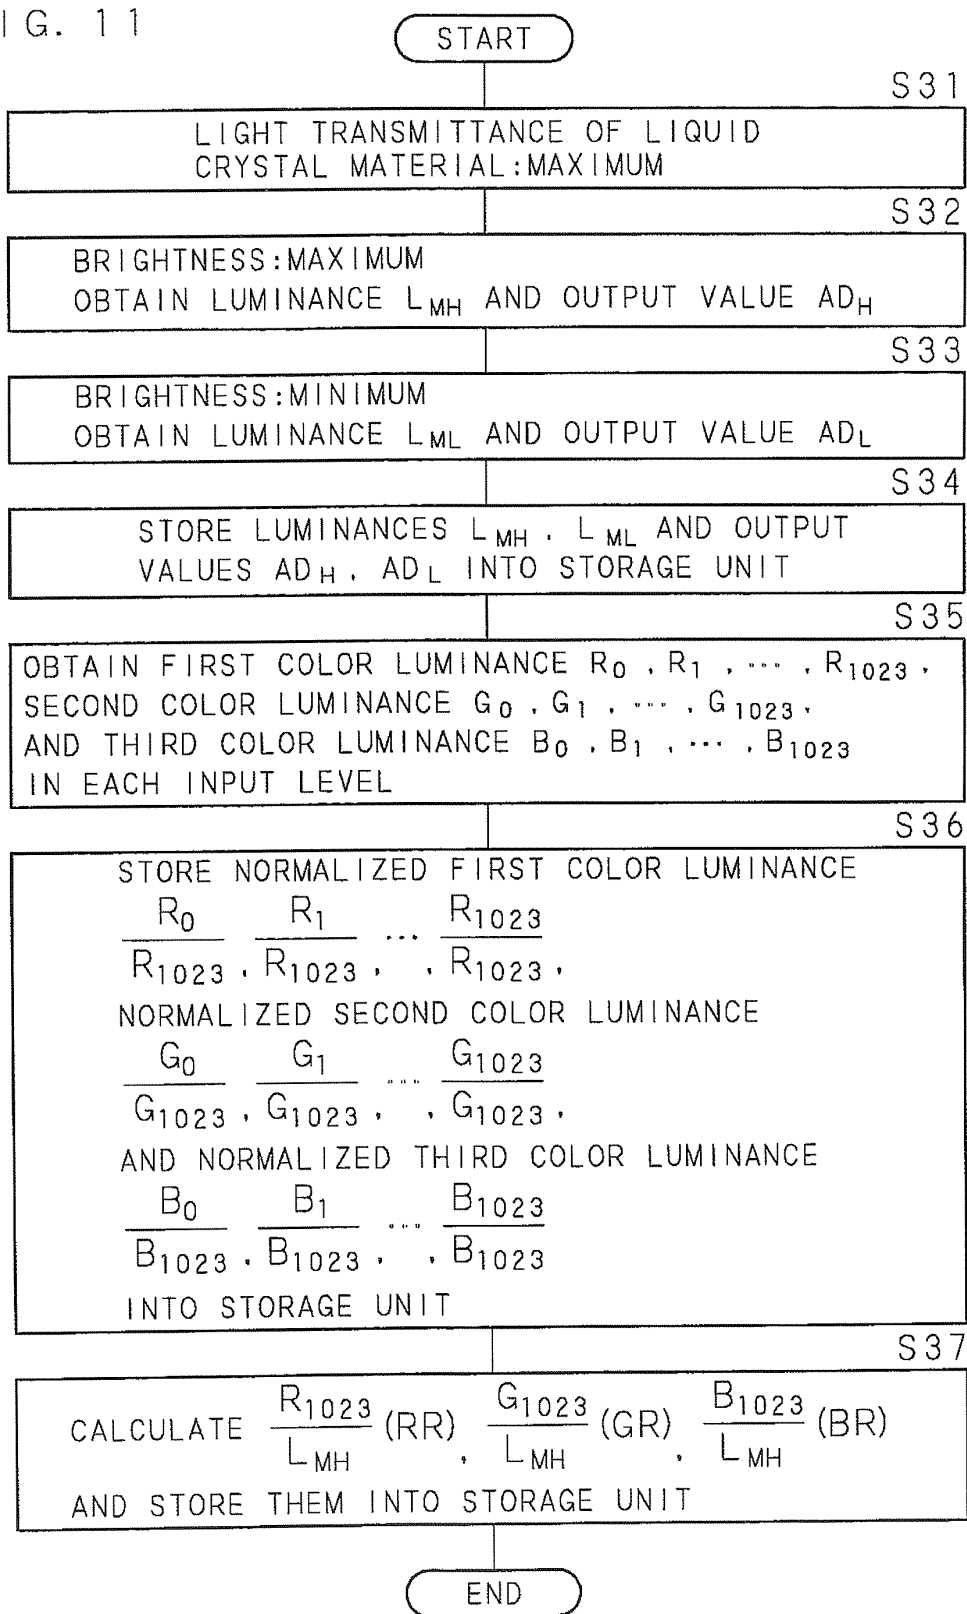 IG. 11
START
S31
LIGHT TRANSMITTANCE OF LIQUID
CRYSTAL MATERIAL:MAXIMUM
S32
BRIGHTNESS:MAXIMUM
OBTAIN LUMINANCE L_MH AND OUTPUT VALUE AD_H
S33
BRIGHTNESS:MINIMUM
OBTAIN LUMINANCE L_ML AND OUTPUT VALUE AD_L
S34
STORE LUMINANCES L_MH, L_ML AND OUTPUT
VALUES AD_H, AD_L INTO STORAGE UNIT
S35
OBTAIN FIRST COLOR LUMINANCE R_0, R_1, ..., R_1023,
SECOND COLOR LUMINANCE G_0, G_1, ..., G_1023,
AND THIRD COLOR LUMINANCE B_0, B_1, ..., B_1023
IN EACH INPUT LEVEL
S36
STORE NORMALIZED FIRST COLOR LUMINANCE
R_0/R_1023, R_1/R_1023, ..., R_1023/R_1023,
NORMALIZED SECOND COLOR LUMINANCE
G_0/G_1023, G_1/G_1023, ..., G_1023/G_1023,
AND NORMALIZED THIRD COLOR LUMINANCE
B_0/B_1023, B_1/B_1023, ..., B_1023/B_1023
INTO STORAGE UNIT
S37
CALCULATE R_1023/L_MH (RR), G_1023/L_MH (GR), B_1023/L_MH (BR)
AND STORE THEM INTO STORAGE UNIT
END